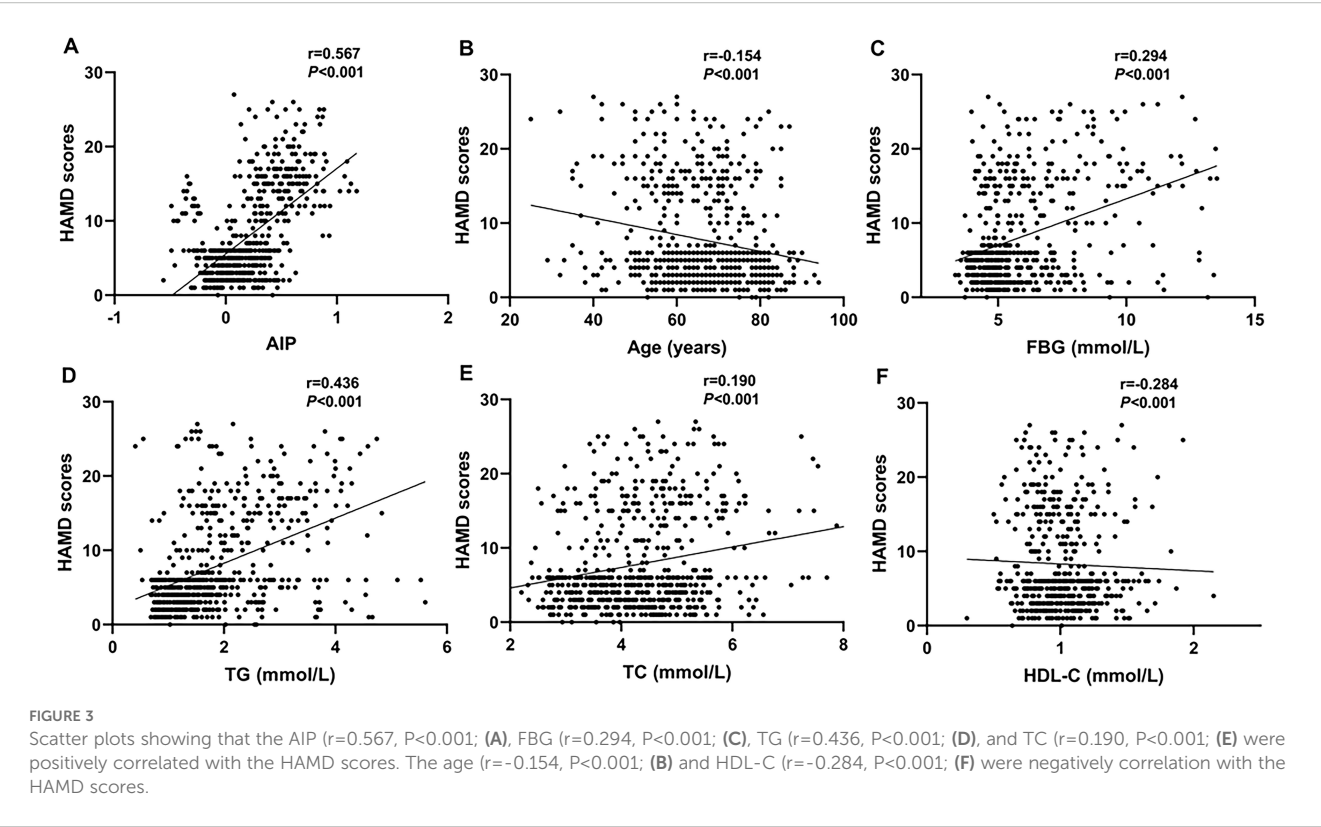 A
r=0.567
P<0.001
30
20
10
0
HAMD scores
-1 0 1 2
AIP
B
r=-0.154
P<0.001
30
20
10
0
HAMD scores
20 40 60 80 100
Age (years)
C
r=0.294
P<0.001
30
20
10
0
HAMD scores
5 10 15
FBG (mmol/L)
D
r=0.436
P<0.001
30
20
10
0
HAMD scores
0 2 4 6
TG (mmol/L)
E
r=0.190
P<0.001
30
20
10
0
HAMD scores
2 4 6 8
TC (mmol/L)
F
r=-0.284
P<0.001
30
20
10
0
HAMD scores
0 1 2
HDL-C (mmol/L)
FIGURE 3
Scatter plots showing that the AIP (r=0.567, P<0.001; (A), FBG (r=0.294, P<0.001; (C), TG (r=0.436, P<0.001; (D), and TC (r=0.190, P<0.001; (E) were
positively correlated with the HAMD scores. The age (r=-0.154, P<0.001; (B) and HDL-C (r=-0.284, P<0.001; (F) were negatively correlation with the
HAMD scores.